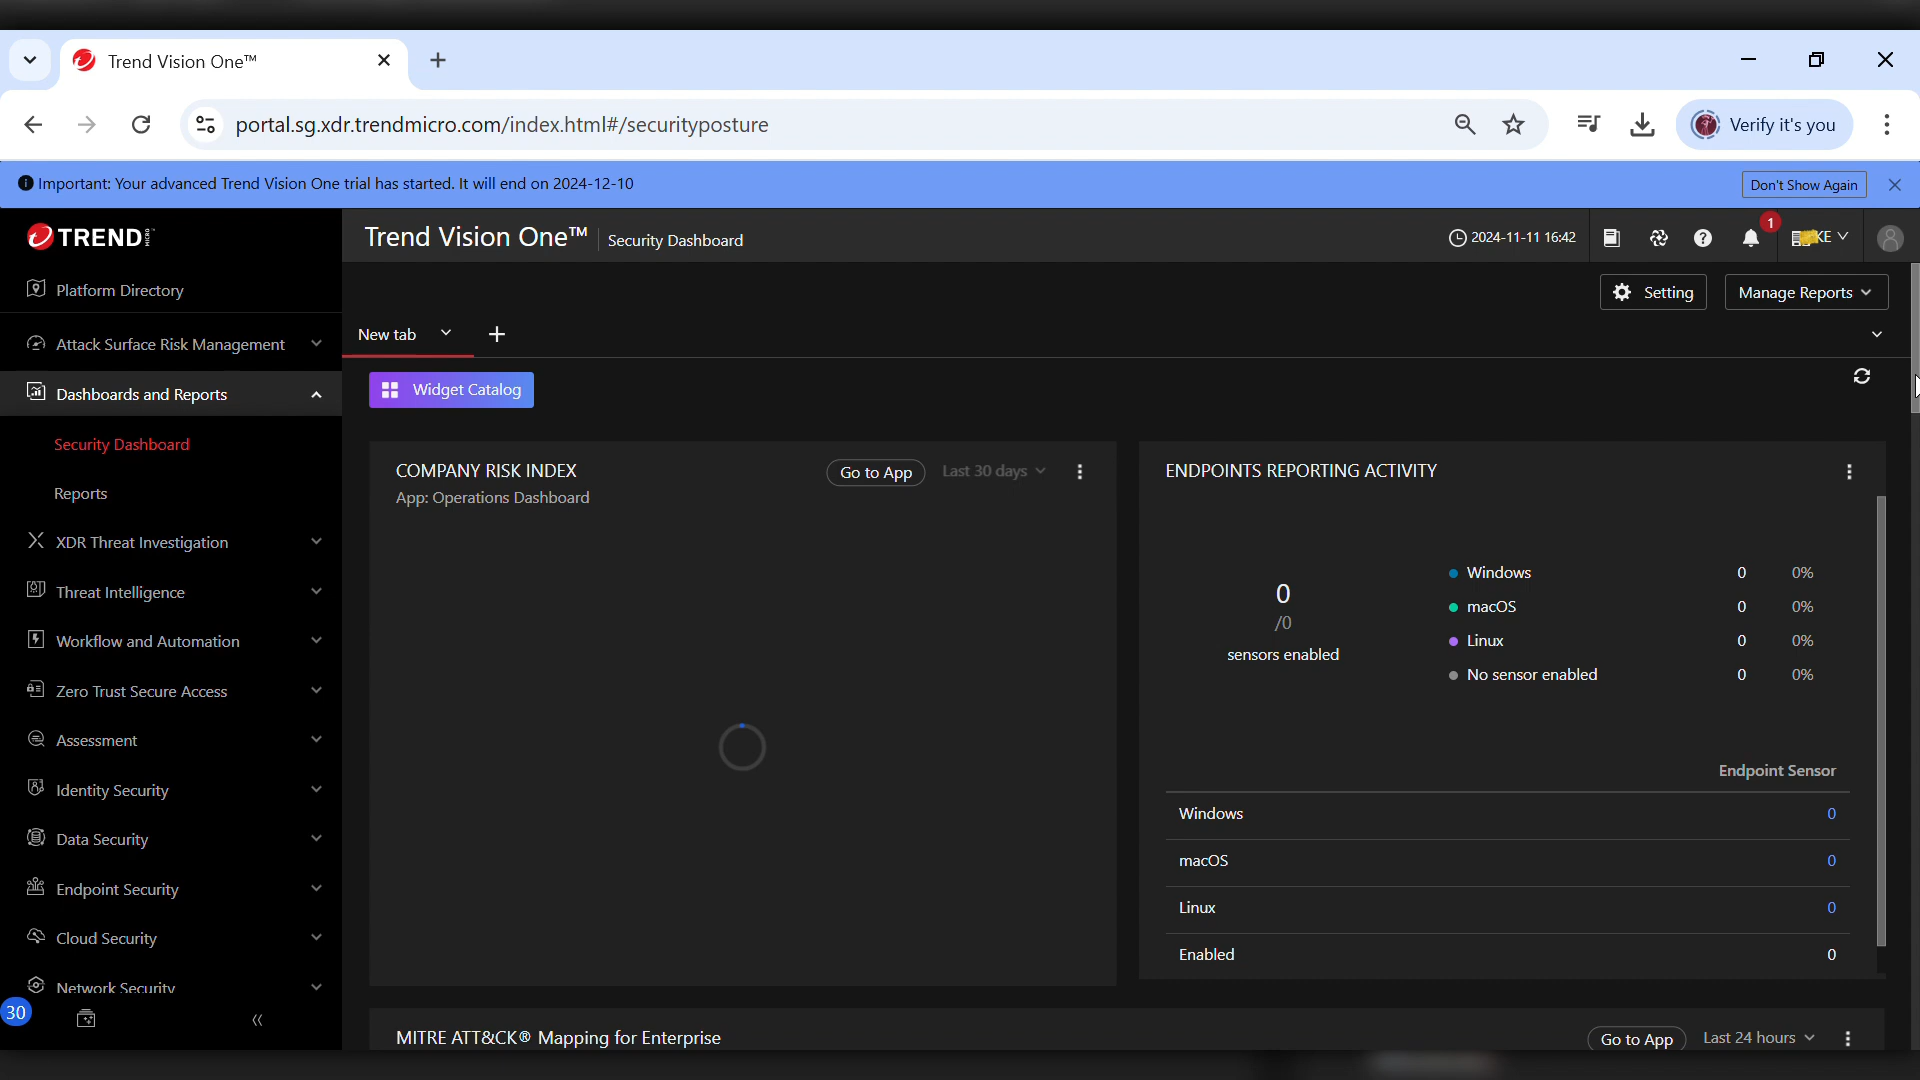 Trend Vision One™
portal.sg.xdr.trendmicro.com/index.html#/securityposture
Verify it's you
Important: Your advanced Trend Vision One trial has started. It will end on 2024-12-10
Don't Show Again
TREND MICRO
Trend Vision One™
Security Dashboard
2024-11-11 16:42
1
KE
Platform Directory
Attack Surface Risk Management
Dashboards and Reports
Security Dashboard
Reports
XDR Threat Investigation
Threat Intelligence
Workflow and Automation
Zero Trust Secure Access
Assessment
Identity Security
Data Security
Endpoint Security
Cloud Security
Network Security
30
Setting
Manage Reports
New tab
Widget Catalog
COMPANY RISK INDEX
App: Operations Dashboard
Go to App
Last 30 days
ENDPOINTS REPORTING ACTIVITY
0
/0
sensors enabled
Windows 0 0%
macOS 0 0%
Linux 0 0%
No sensor enabled 0 0%
Endpoint Sensor
Windows 0
macOS 0
Linux 0
Enabled 0
MITRE ATT&CK® Mapping for Enterprise
Go to App
Last 24 hours